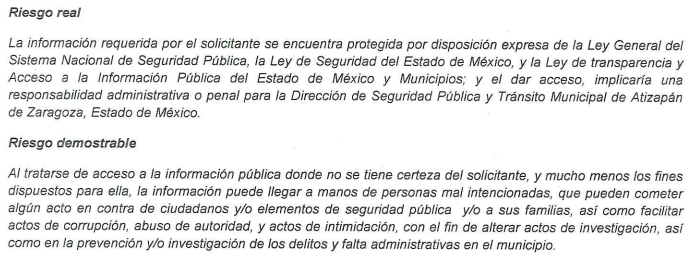 Riesgo real
La información requerida por el solicitante se encuentra protegida por disposición expresa de la Ley General del
Sistema Nacional de Seguridad Pública, la Ley de Seguridad del Estado de México, y la Ley de transparencia y
Acceso a la Información Pública del Estado de México y Municipios; y el dar acceso, implicaría una
responsabilidad administrativa o penal para la Dirección de Seguridad Pública y Tránsito Municipal de Atizapán
de Zaragoza, Estado de México.
Riesgo demostrable
Al tratarse de acceso a la información pública donde no se tiene certeza del solicitante, y mucho menos los fines
dispuestos para ella, la información puede llegar a manos de personas mal intencionadas, que pueden cometer
algún acto en contra de ciudadanos y/o elementos de seguridad pública y/o a sus familias, así como facilitar
actos de corrupción, abuso de autoridad, y actos de intimidación, con el fin de alterar actos de investigación, así
como en la prevención y/o investigación de los delitos y falta administrativas en el municipio.